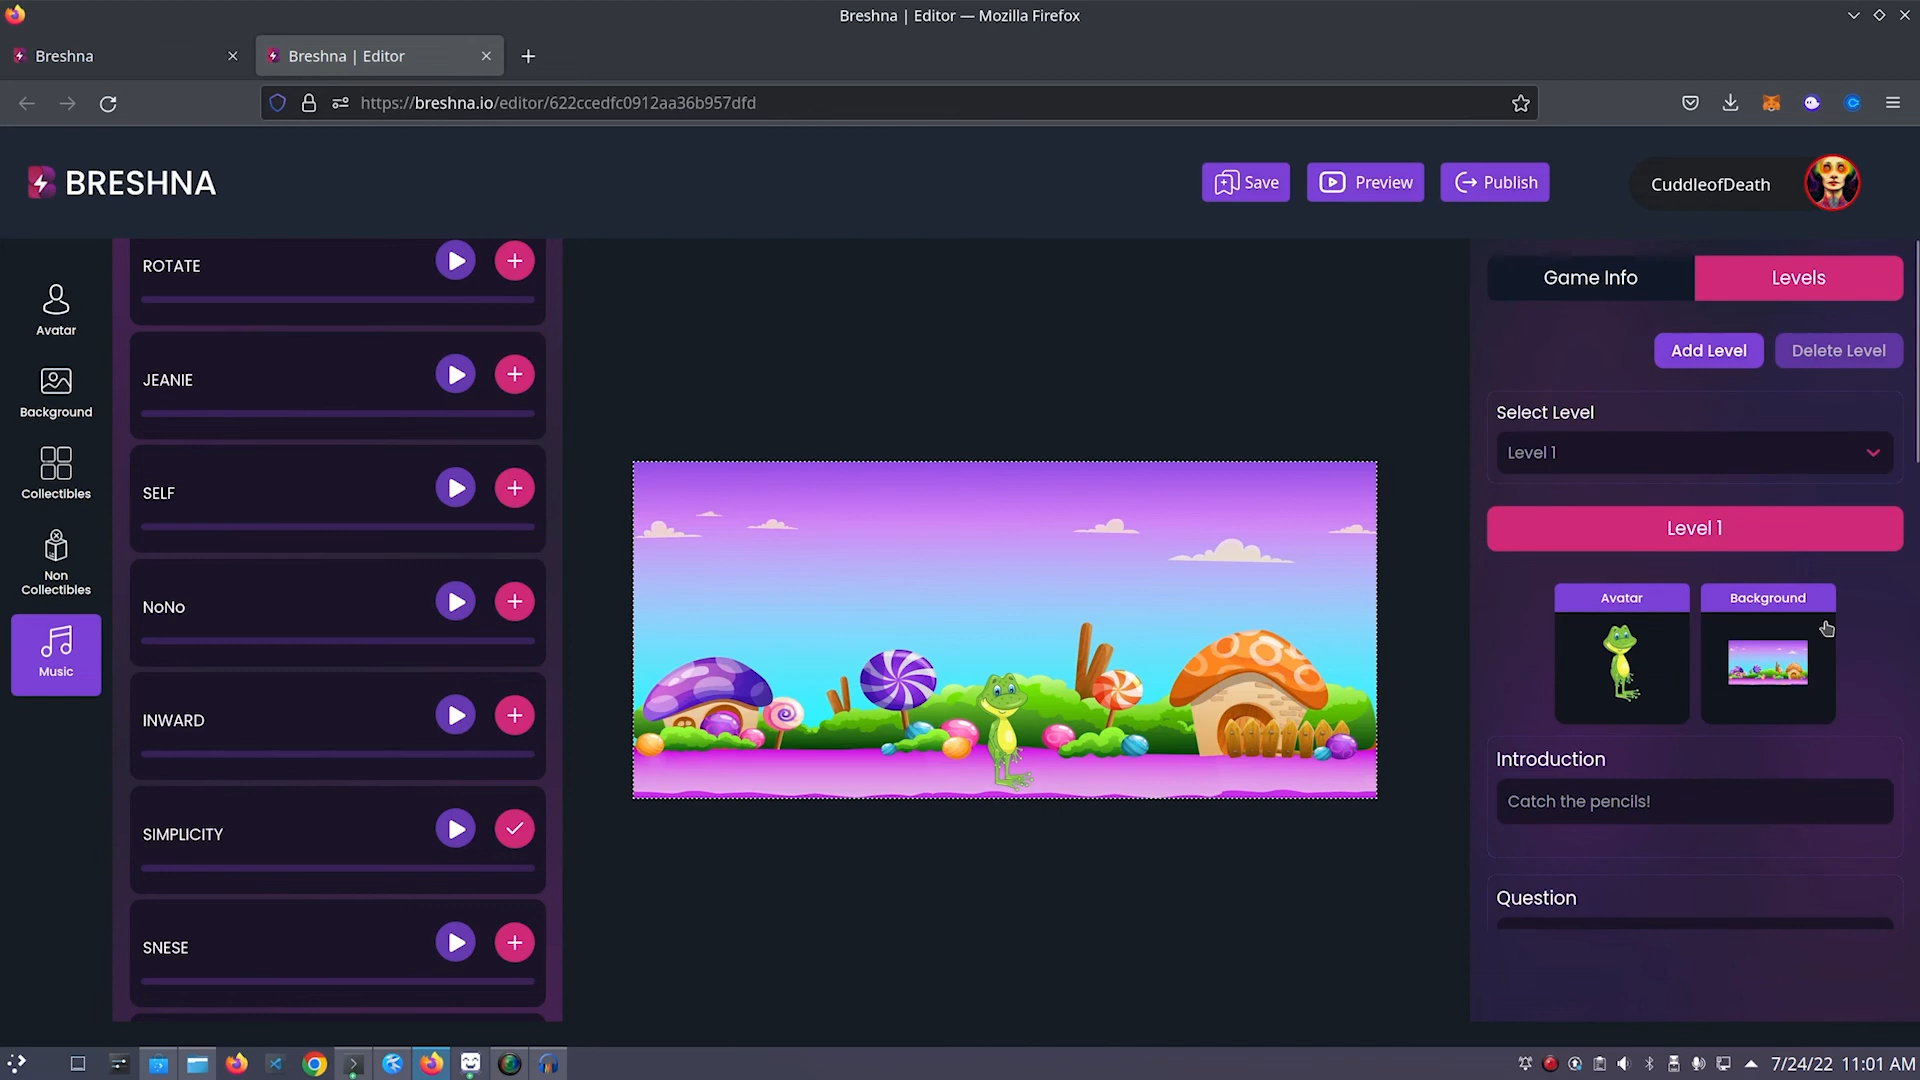 Breshna | Editor — Mozilla Firefox
Breshna
Breshna | Editor
https://breshna.io/editor/622ccedfc0912aa36b957dfd
BRESHNA
Save
Preview
Publish
CuddleofDeath
Avatar
Background
Collectibles
Non
Collectibles
Music
ROTATE
JEANIE
SELF
NoNo
INWARD
SIMPLICITY
SNESE
Game Info
Levels
Add Level
Delete Level
Select Level
Level 1
Level 1
Avatar
Background
Introduction
Catch the pencils!
Question
7/24/22 11:01 AM